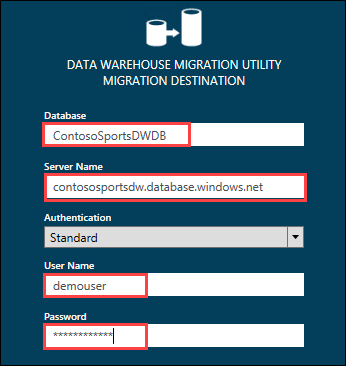 DATA WAREHOUSE MIGRATION UTILITY
MIGRATION DESTINATION
Database
ContosoSportsDWDB
Server Name
contososportsdw.database.windows.net
Authentication
Standard
User Name
demouser
Password
************